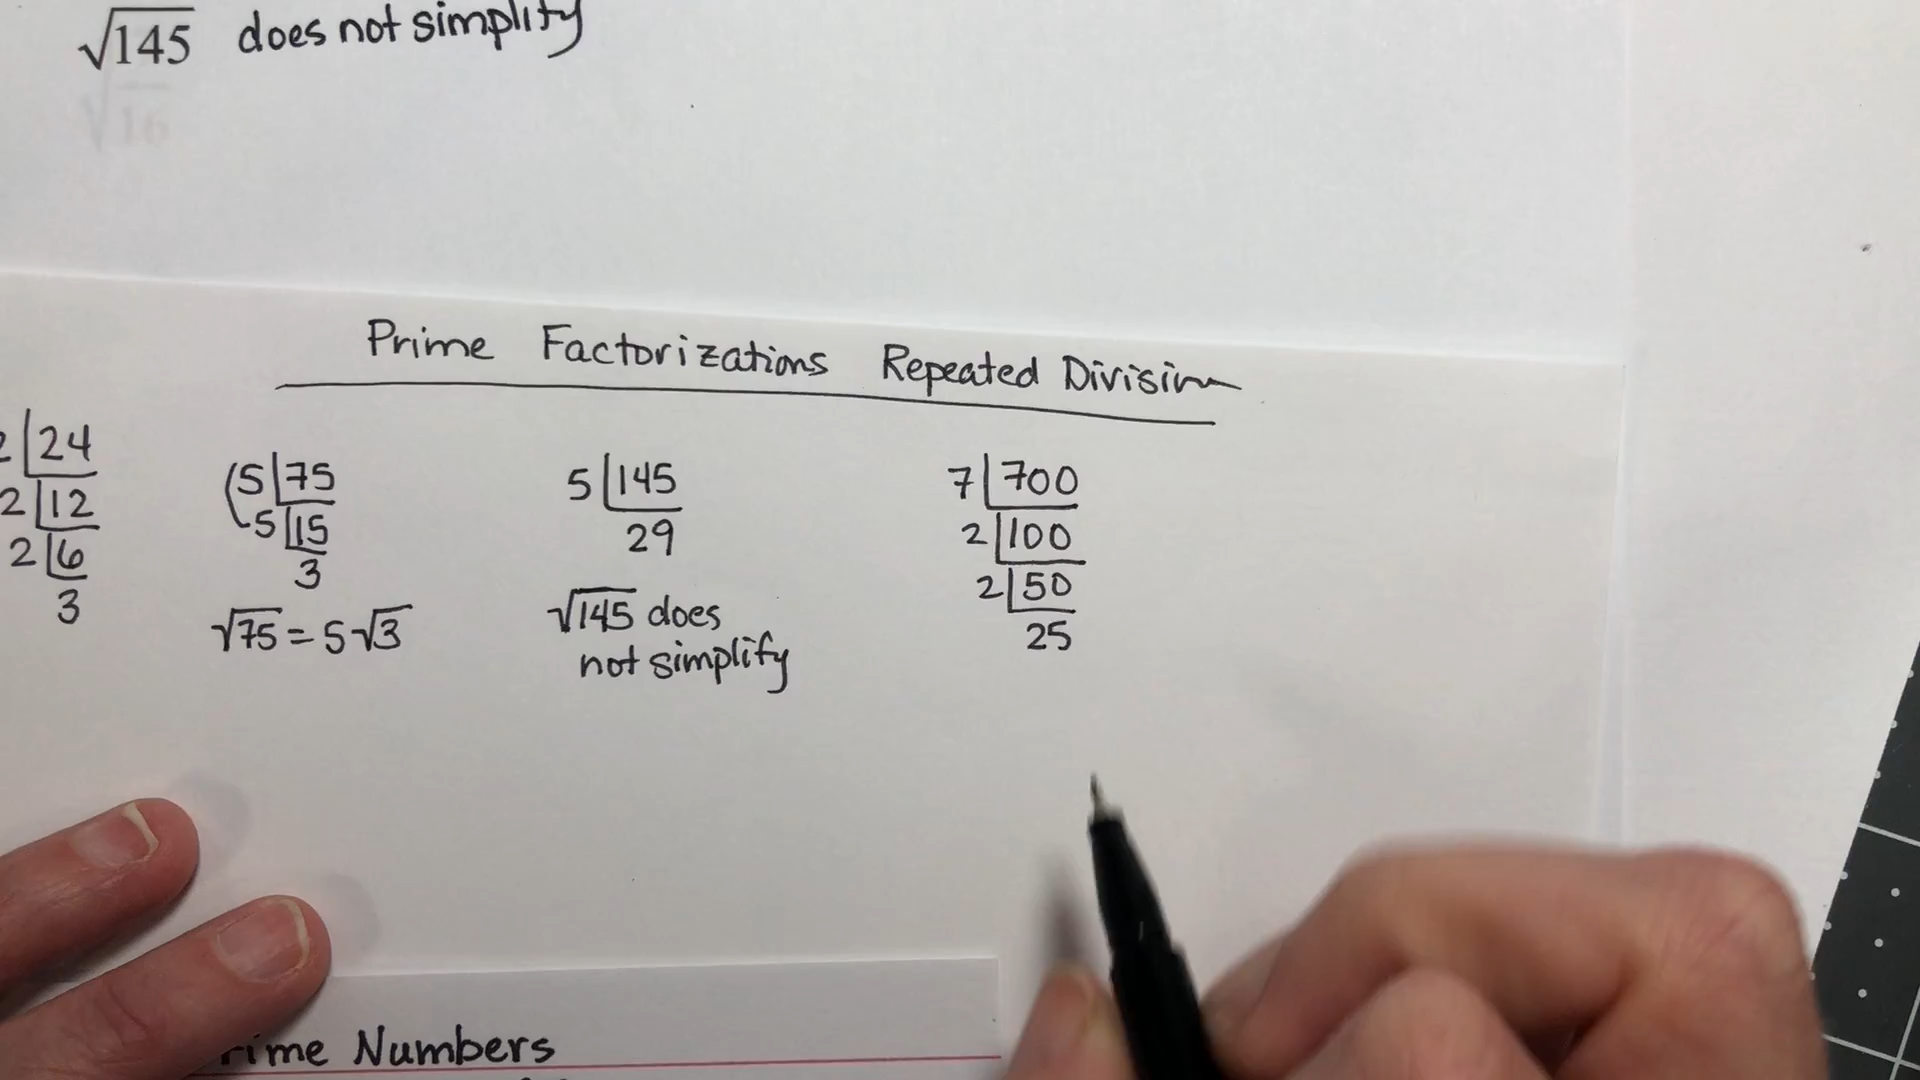 √145 does not simplify
√16
Prime Factorizations Repeated Division
2 24
2 12
2 6
3
(5 75
5 15
3
√75 = 5√3
5 145
29
√145 does
not simplify
7 700
2 100
2 50
25
rime Numbers